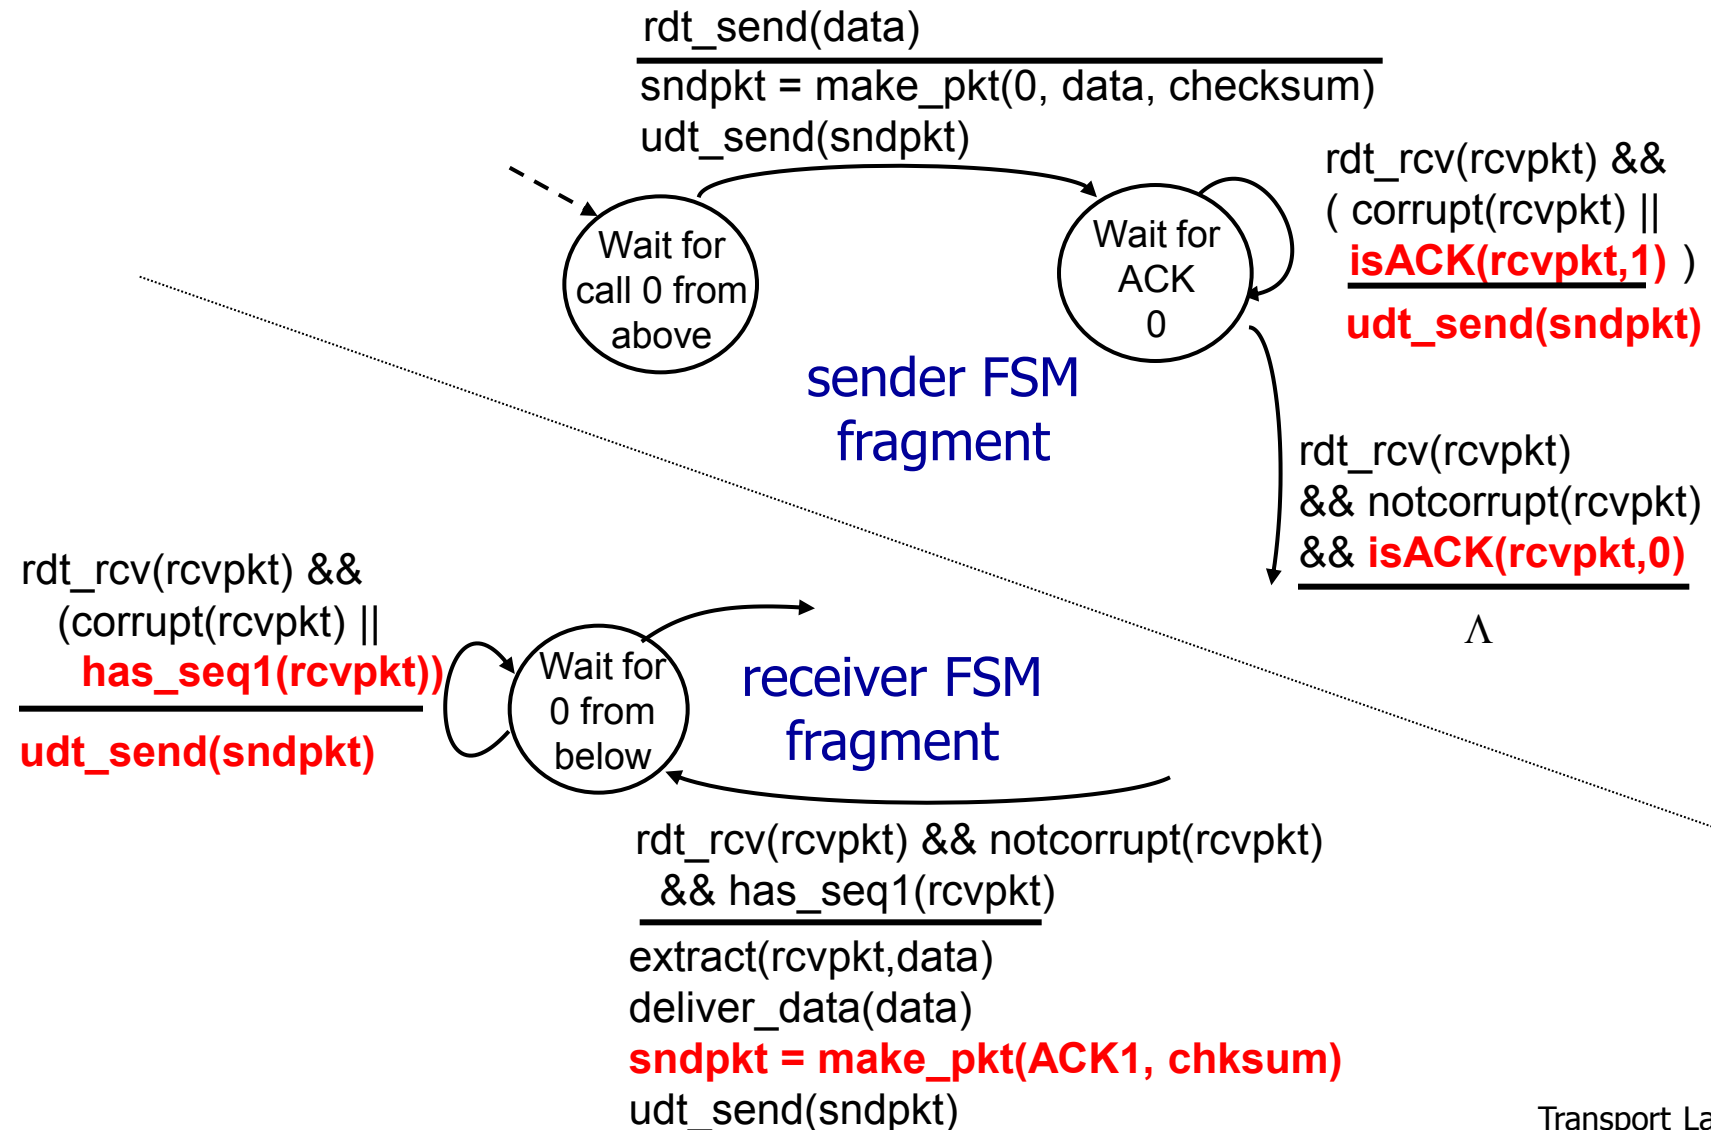 rdt_send(data)
sndpkt = make_pkt(0, data, checksum)
udt_send(sndpkt)
rdt_rcv(rcvpkt) &&
( corrupt(rcvpkt) ||
isACK(rcvpkt,1) )
udt_send(sndpkt)
Wait for
call 0 from
above
Wait for
ACK
0
sender FSM
fragment
rdt_rcv(rcvpkt)
&& notcorrupt(rcvpkt)
&& isACK(rcvpkt,0)
Λ
rdt_rcv(rcvpkt) &&
(corrupt(rcvpkt) ||
has_seq1(rcvpkt))
udt_send(sndpkt)
Wait for
0 from
below
receiver FSM
fragment
rdt_rcv(rcvpkt) && notcorrupt(rcvpkt)
&& has_seq1(rcvpkt)
extract(rcvpkt,data)
deliver_data(data)
sndpkt = make_pkt(ACK1, chksum)
udt_send(sndpkt)
Transport La